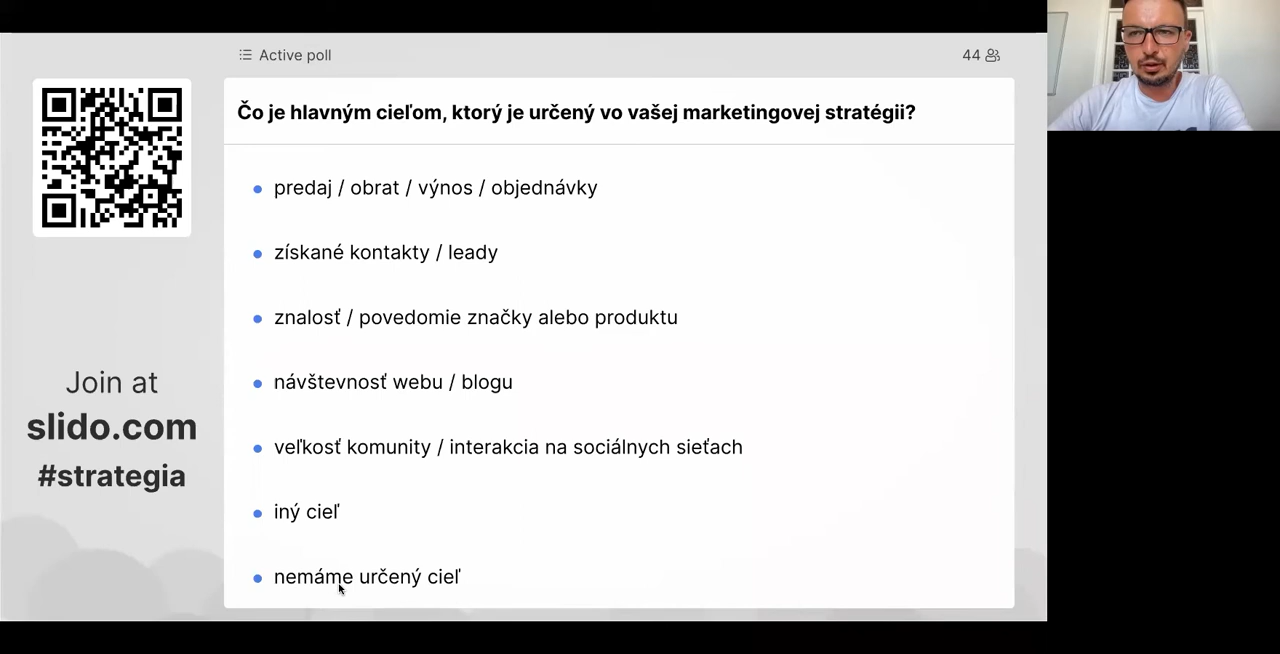 Active poll
44
Čo je hlavným cieľom, ktorý je určený vo vašej marketingovej stratégii?
predaj / obrat / výnos / objednávky
získané kontakty / leady
znalosť / povedomie značky alebo produktu
návštevnosť webu / blogu
veľkosť komunity / interakcia na sociálnych sieťach
iný cieľ
nemáme určený cieľ
Join at
slido.com
#strategia